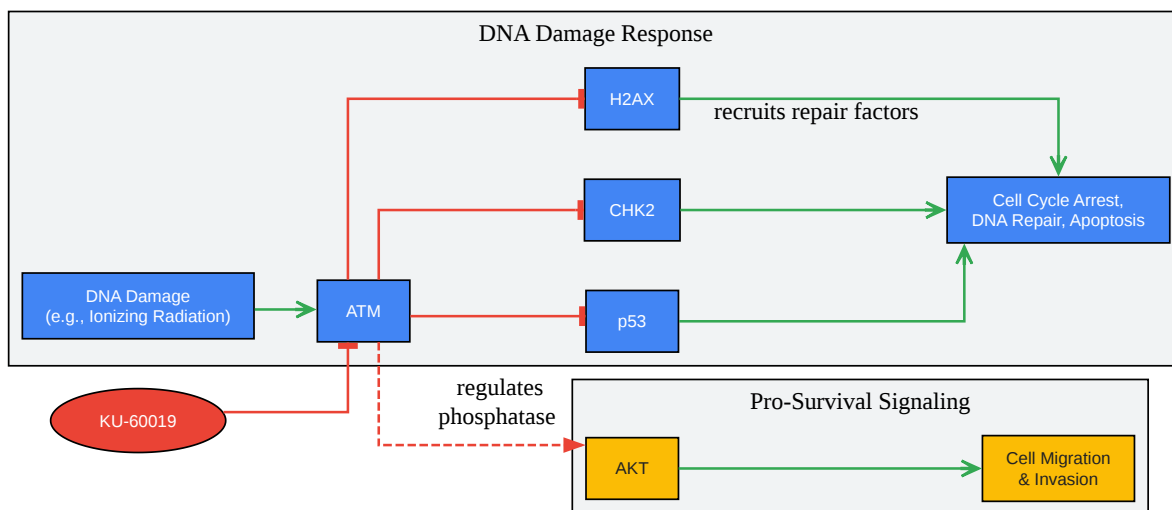 DNA Damage Response
H2AX
recruits repair factors
CHK2
Cell Cycle Arrest,
DNA Repair, Apoptosis
DNA Damage
(e.g., Ionizing Radiation)
ATM
p53
regulates
phosphatase
KU-60019
Pro-Survival Signaling
AKT
Cell Migration
& Invasion